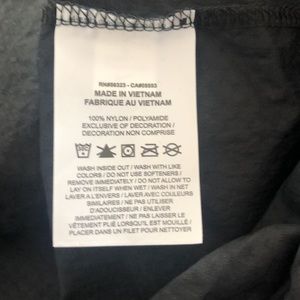 RN#56323 - CA#05553
MADE IN VIETNAM
FABRIQUE AU VIETNAM
100% NYLON / POLYAMIDE
EXCLUSIVE OF DECORATION /
DECORATION NON COMPRISE
WASH INSIDE OUT / WASH WITH LIKE
COLORS / DO NOT USE SOFTENERS /
REMOVE IMMEDIATELY / DO NOT ALLOW TO
LAY ON ITSELF WHEN WET / WASH IN NET
LAVER A L'ENVERS / LAVER AVEC COULEURS
SIMILAIRES / NE PAS UTILISER
D'ADOUCISSEUR / ENLEVER
IMMÉDIATEMENT / NE PAS LAISSER LE
VÊTEMENT PLIÉ LORSQU'IL EST MOUILLÉ /
PLACER DANS UN FILET POUR NETTOYER